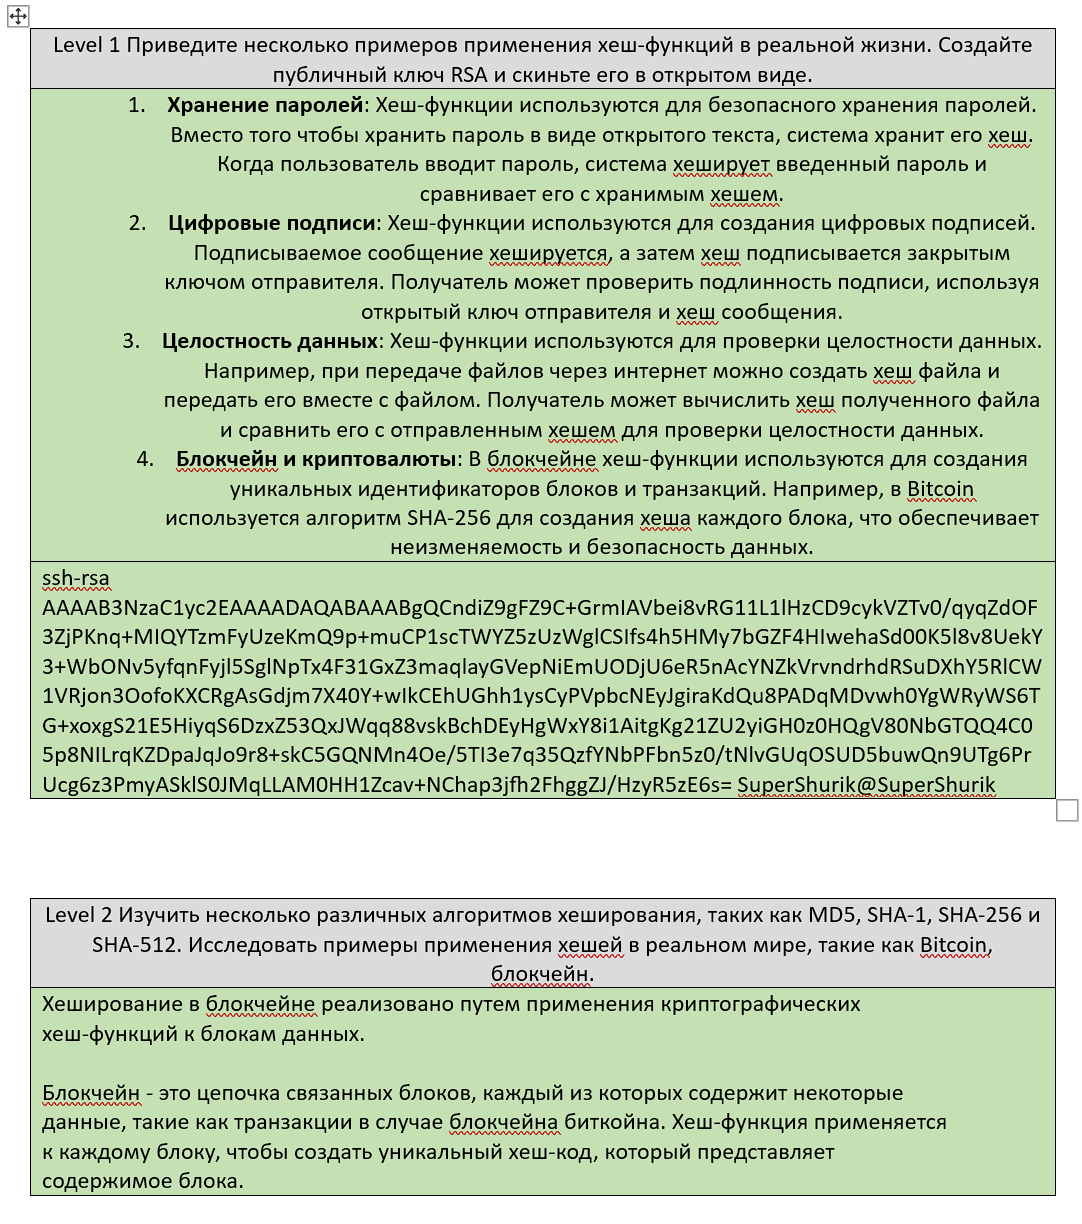 Level 1 Приведите несколько примеров применения хеш-функций в реальной жизни. Создайте
публичный ключ RSA и скиньте его в открытом виде.
1. Хранение паролей: Хеш-функции используются для безопасного хранения паролей.
Вместо того чтобы хранить пароль в виде открытого текста, система хранит его хеш.
Когда пользователь вводит пароль, система хеширует введенный пароль и
сравнивает его с хранимым хешем.
2. Цифровые подписи: Хеш-функции используются для создания цифровых подписей.
Подписываемое сообщение хешируется, а затем хеш подписывается закрытым
ключом отправителя. Получатель может проверить подлинность подписи, используя
открытый ключ отправителя и хеш сообщения.
3. Целостность данных: Хеш-функции используются для проверки целостности данных.
Например, при передаче файлов через интернет можно создать хеш файла и
передать его вместе с файлом. Получатель может вычислить хеш полученного файла
и сравнить его с отправленным хешем для проверки целостности данных.
4. Блокчейн и криптовалюты: В блокчейне хеш-функции используются для создания
уникальных идентификаторов блоков и транзакций. Например, в Bitcoin
используется алгоритм SHA-256 для создания хеша каждого блока, что обеспечивает
неизменяемость и безопасность данных.
ssh-rsa
AAAAB3NzaC1yc2EAAAADAQABAAABgQCndiZ9gFZ9C+GrmIAVbei8vRG11L1lHzCD9cykVZTv0/qyqZdOF
3ZjPKnq+MIQYTzmFyUzeKmQ9p+muCP1scTWYZ5zUzWglCSIfs4h5HMy7bGZF4HIwehaSd00K5l8v8UekY
3+WbONv5yfqnFyjl5SglNpTx4F31GxZ3maqlayGVepNiEmUODjU6eR5nAcYNZkVrvndrhdRSuDXhY5RlCW
1VRjon3OofoKXCRgAsGdjm7X40Y+wIkCEhUGhh1ysCyPVpbcNEyJgiraKdQu8PADqMDvwh0YgWRyWS6T
G+xoxgS21E5HiyqS6DzxZ53QxJWqq88vskBchDEyHgWxY8i1AitgKg21ZU2yiGH0z0HQgV80NbGTQQ4C0
5p8NILrqKZDpaJqJo9r8+skC5GQNMn4Oe/5TI3e7q35QzfYNbPFbn5z0/tNlvGUqOSUD5buwQn9UTg6Pr
Ucg6z3PmyASklS0JMqLLAM0HH1Zcav+NChap3jfh2FhggZJ/HzyR5zE6s= SuperShurik@SuperShurik
Level 2 Изучить несколько различных алгоритмов хеширования, таких как MD5, SHA-1, SHA-256 и
SHA-512. Исследовать примеры применения хешей в реальном мире, такие как Bitcoin,
блокчейн.
Хеширование в блокчейне реализовано путем применения криптографических
хеш-функций к блокам данных.
Блокчейн - это цепочка связанных блоков, каждый из которых содержит некоторые
данные, такие как транзакции в случае блокчейна биткойна. Хеш-функция применяется
к каждому блоку, чтобы создать уникальный хеш-код, который представляет
содержимое блока.